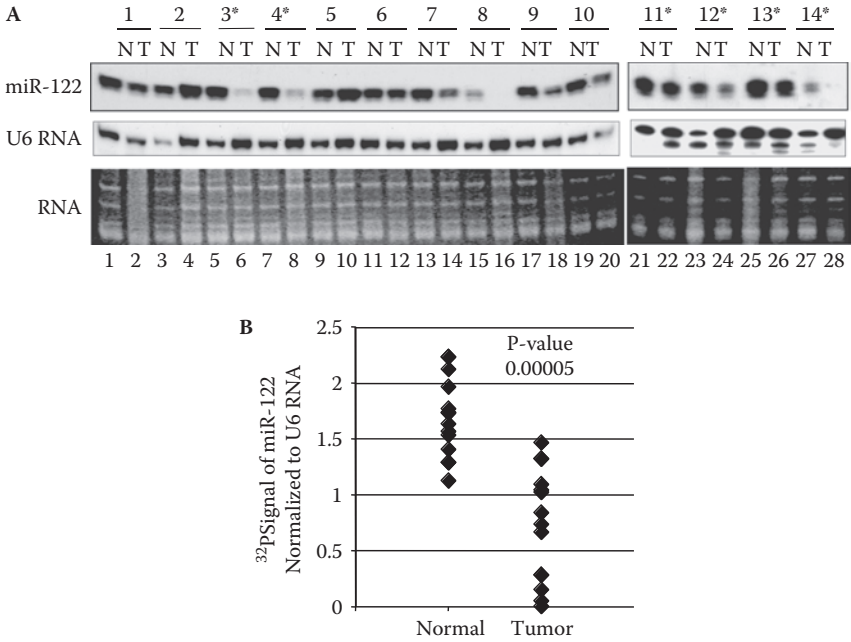 A
1 2 3* 4* 5 6 7 8 9 10 11* 12* 13* 14*
N T N T N T N T N T N T N T N T N T N T N T N T N T N T
miR-122
U6 RNA
RNA
1 2 3 4 5 6 7 8 9 10 11 12 13 14 15 16 17 18 19 20 21 22 23 24 25 26 27 28
B
2.5
2
1.5
1
0.5
0
P-value
0.00005
32PSignal of miR-122
Normalized to U6 RNA
Normal Tumor